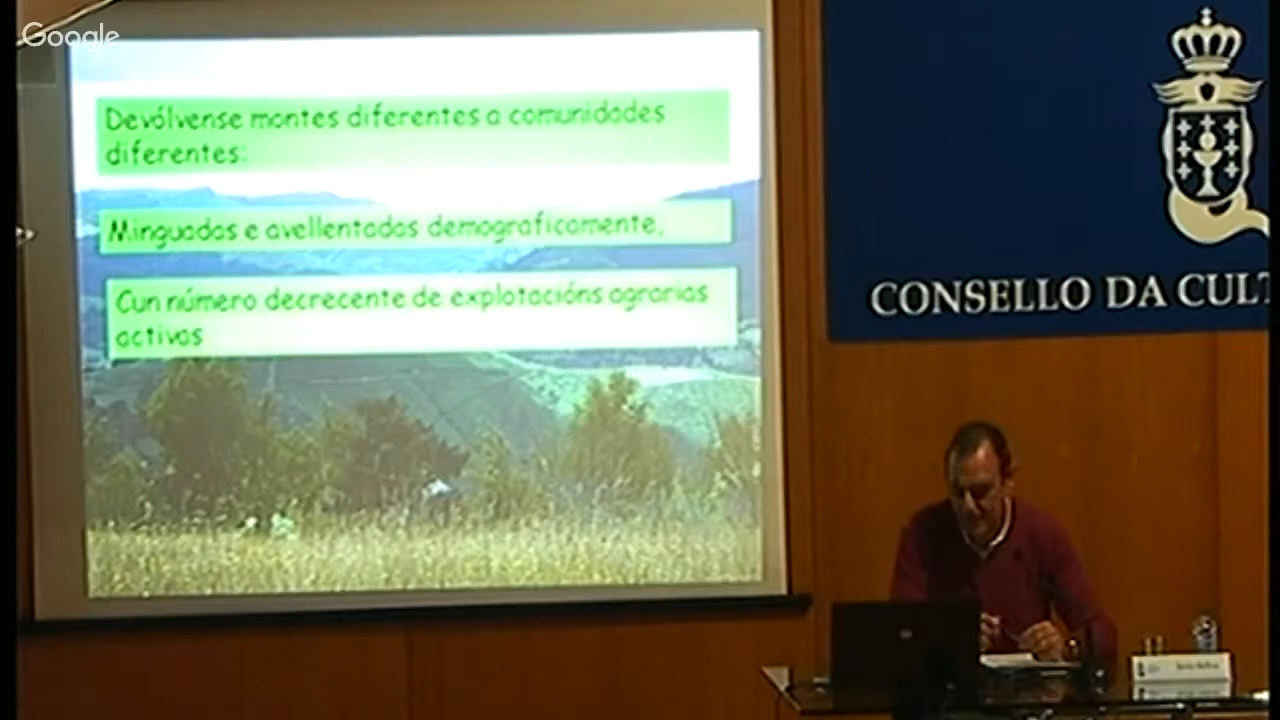 Google
Devólvense montes diferentes a comunidades
diferentes:
Minguadas e avellentadas demograficamente,
Cun número decrecente de explotacións agrarias
activas
CONSELLO DA CULT